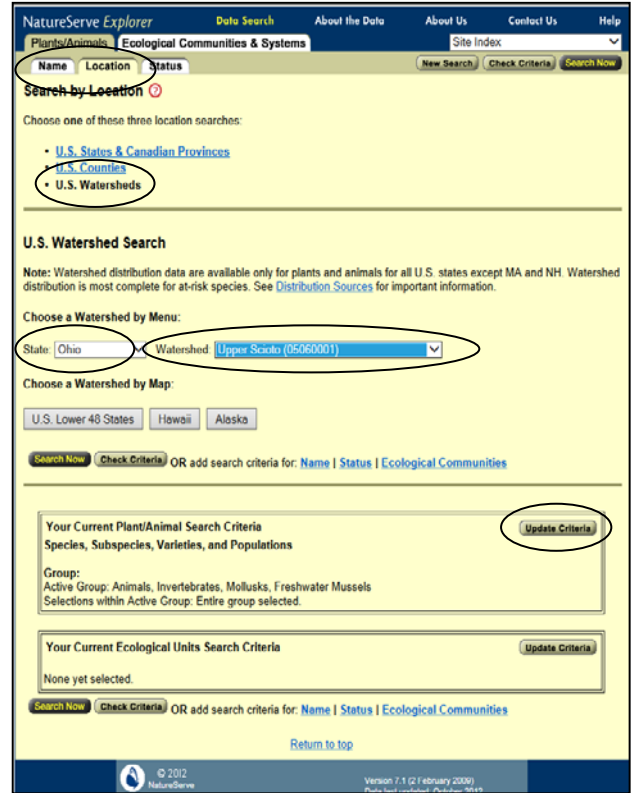 NatureServe Explorer Data Search About the Data About Us Contact Us Help
Plants/Animals Ecological Communities & Systems Site Index
Name Location Status New Search Check Criteria Search Now
Search by Location ?
Choose one of these three location searches:
• U.S. States & Canadian Provinces
• U.S. Counties
• U.S. Watersheds
U.S. Watershed Search
Note: Watershed distribution data are available only for plants and animals for all U.S. states except MA and NH. Watershed
distribution is most complete for at-risk species. See Distribution Sources for important information.
Choose a Watershed by Menu:
State: Ohio Watershed: Upper Scioto (05060001)
Choose a Watershed by Map:
U.S. Lower 48 States Hawaii Alaska
Search Now Check Criteria OR add search criteria for: Name | Status | Ecological Communities
Your Current Plant/Animal Search Criteria Update Criteria
Species, Subspecies, Varieties, and Populations
Group:
Active Group: Animals, Invertebrates, Mollusks, Freshwater Mussels
Selections within Active Group: Entire group selected.
Your Current Ecological Units Search Criteria Update Criteria
None yet selected.
Search Now Check Criteria OR add search criteria for: Name | Status | Ecological Communities
Return to top
© 2012
NatureServe
Version 7.1 (2 February 2009)
Data last updated: October 2012